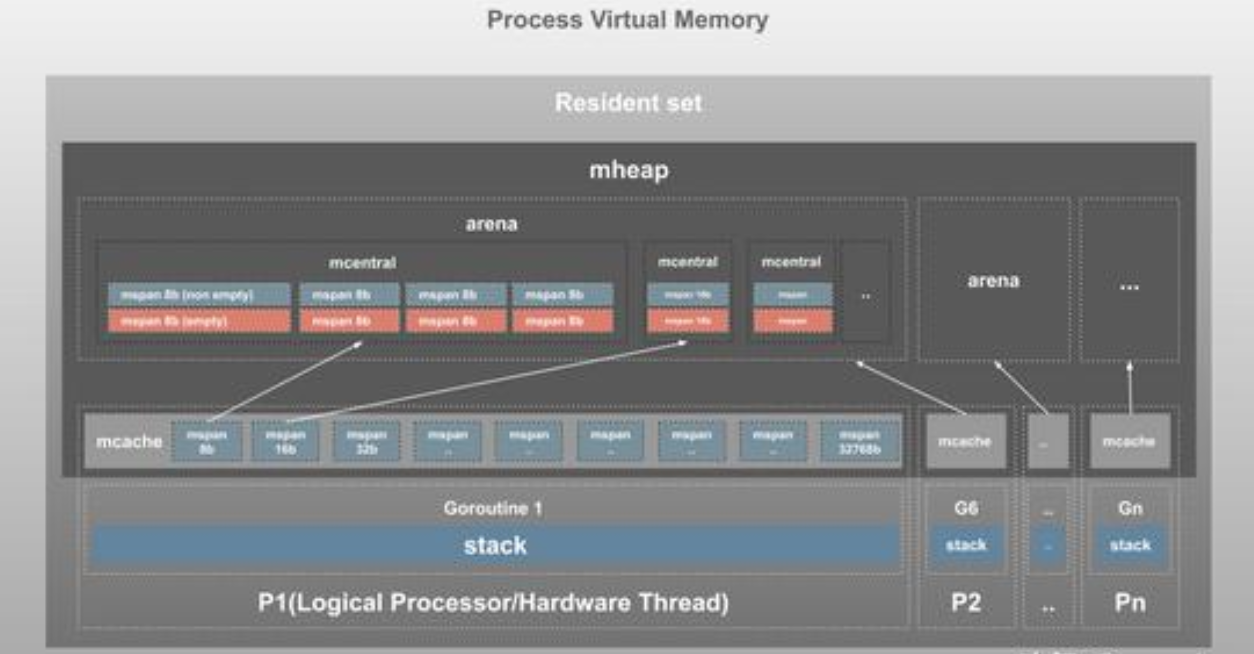 Process Virtual Memory
Resident set
mheap
arena
mcentral
mspan 8b (non empty)
mspan 8b
mspan 8b
mspan 8b
mspan 8b (empty)
mspan 8b
mspan 8b
mspan 8b
mcentral
mspan 16b
mspan 16b
mcentral
mspan
mspan
..
arena
...
mcache
mspan
8b
mspan
16b
mspan
32b
mspan
..
mspan
..
mspan
..
mspan
..
mspan
..
mspan
32768b
mcache
..
mcache
Goroutine 1
stack
G6
stack
..
..
Gn
stack
P1(Logical Processor/Hardware Thread)
P2
..
Pn